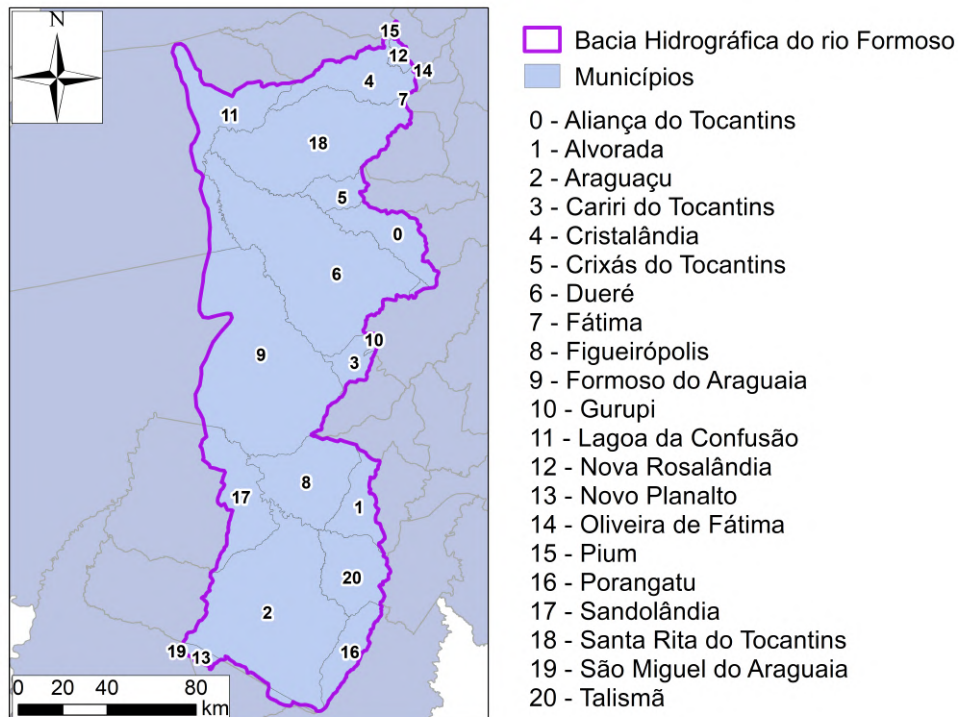 N
15
12
14
4
7
11
18
5
0
6
10
9
3
8
17
1
20
2
19
13
16
0 20 40 80
km
Bacia Hidrográfica do rio Formoso
Municípios
0 - Aliança do Tocantins
1 - Alvorada
2 - Araguaçu
3 - Cariri do Tocantins
4 - Cristalândia
5 - Crixás do Tocantins
6 - Dueré
7 - Fátima
8 - Figueirópolis
9 - Formoso do Araguaia
10 - Gurupi
11 - Lagoa da Confusão
12 - Nova Rosalândia
13 - Novo Planalto
14 - Oliveira de Fátima
15 - Pium
16 - Porangatu
17 - Sandolândia
18 - Santa Rita do Tocantins
19 - São Miguel do Araguaia
20 - Talismã